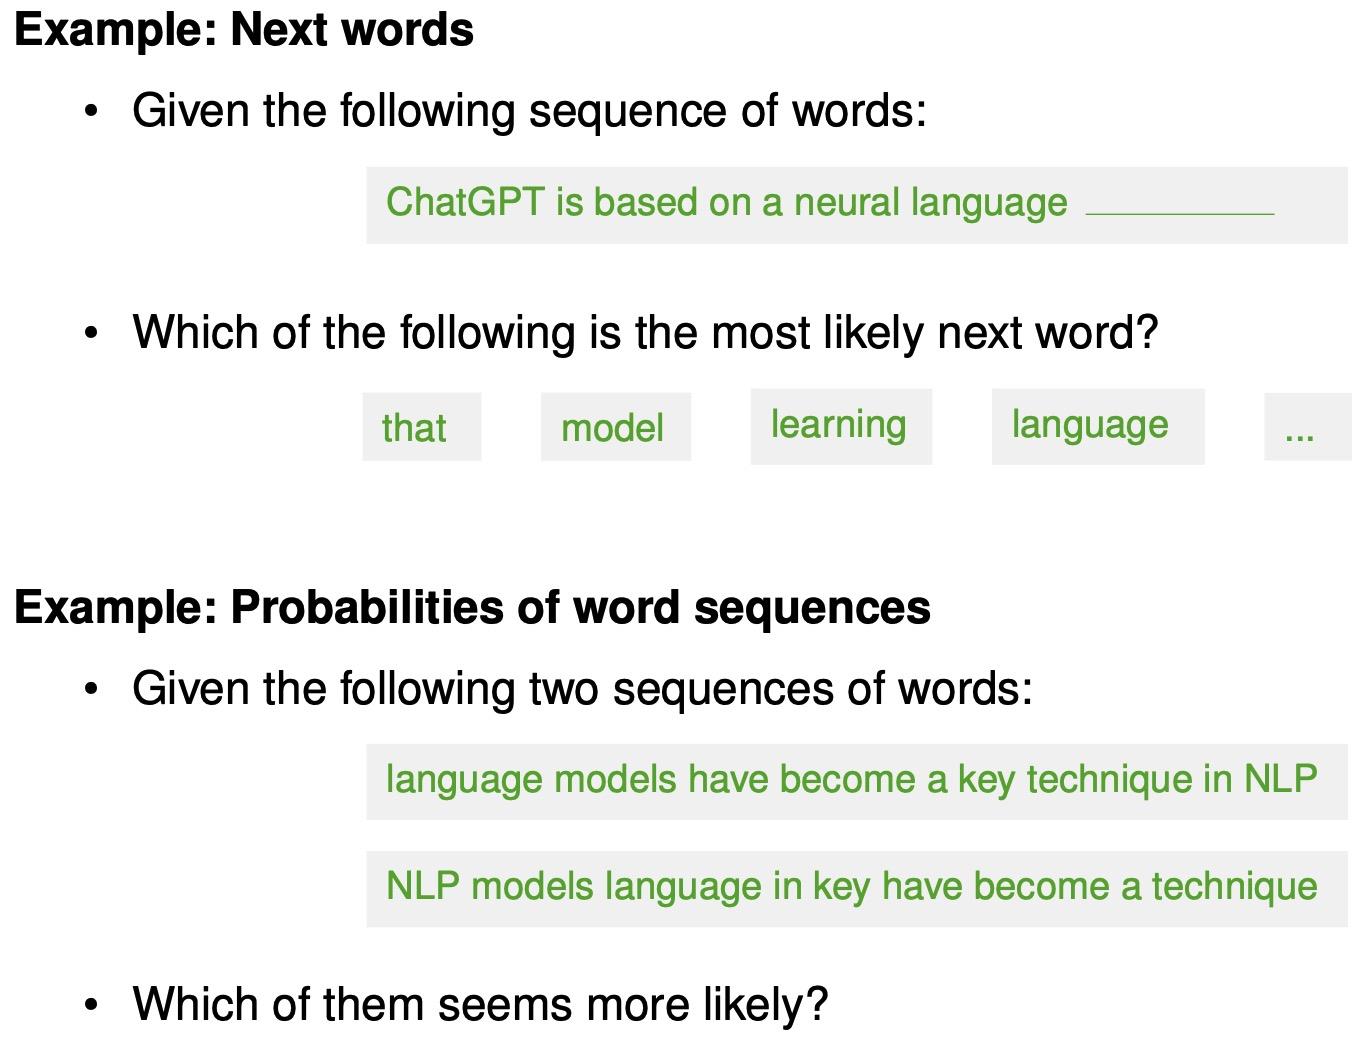 Example: Next words
• Given the following sequence of words:
ChatGPT is based on a neural language __________
• Which of the following is the most likely next word?
that model learning language ...
Example: Probabilities of word sequences
• Given the following two sequences of words:
language models have become a key technique in NLP
NLP models language in key have become a technique
• Which of them seems more likely?